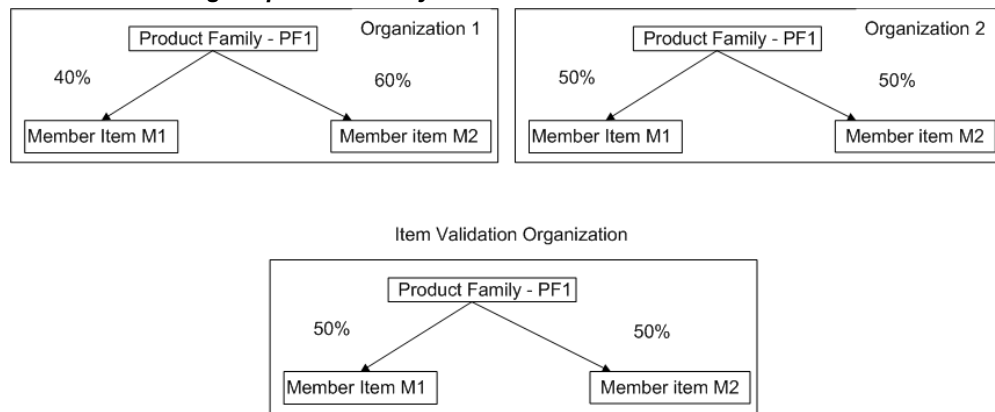 Organization 1
Product Family - PF1
40%
60%
Member Item M1
Member item M2
Organization 2
Product Family - PF1
50%
50%
Member Item M1
Member item M2
Item Validation Organization
Product Family - PF1
50%
50%
Member Item M1
Member item M2